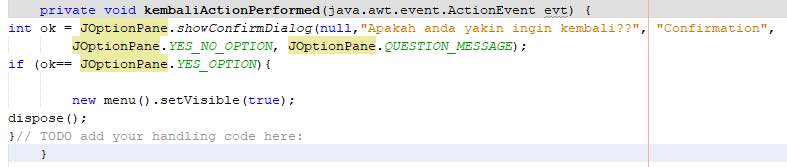 private void kembaliActionPerformed(java.awt.event.ActionEvent evt) {
int ok = JOptionPane.showConfirmDialog(null,"Apakah anda yakin ingin kembali??", "Confirmation",
JOptionPane.YES_NO_OPTION, JOptionPane.QUESTION_MESSAGE);
if (ok== JOptionPane.YES_OPTION){
new menu().setVisible(true);
dispose();
}// TODO add your handling code here:
}